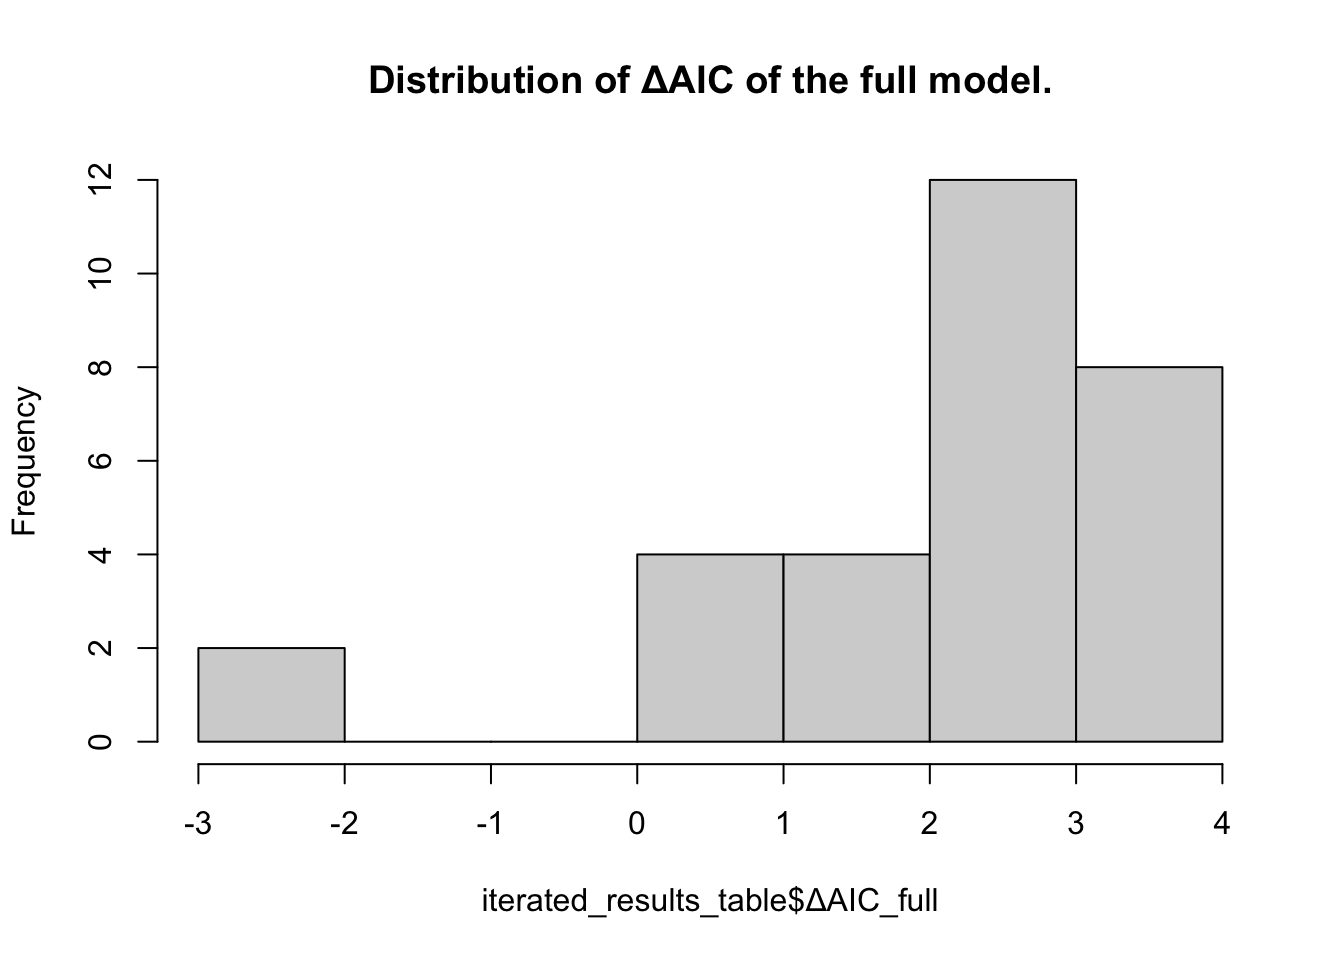 Distribution of ΔAIC of the full model.
Frequency
12
10
8
6
4
2
0
-3 -2 -1 0 1 2 3 4
iterated_results_table$ΔAIC_full